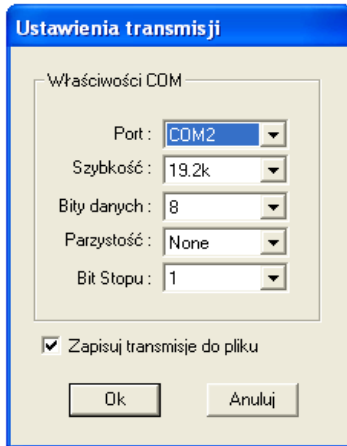 Ustawienia transmisji
Właściwości COM
Port : COM2
Szybkość : 19.2k
Bity danych : 8
Parzystość : None
Bit Stopu : 1
Zapisuj transmisje do pliku
Ok Anuluj